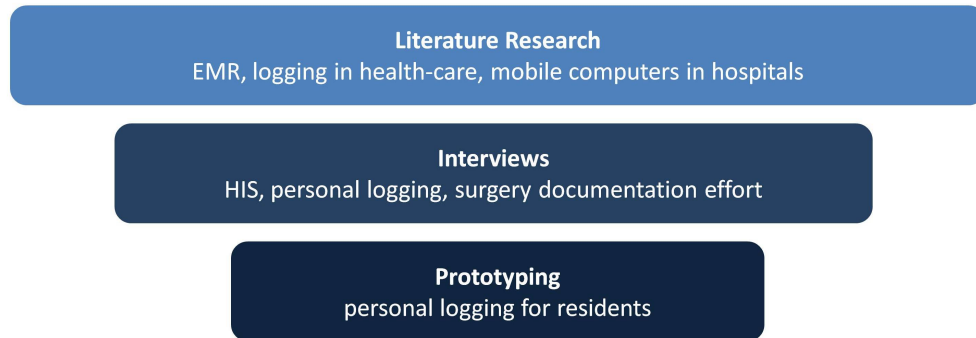 Literature Research
EMR, logging in health-care, mobile computers in hospitals
Interviews
HIS, personal logging, surgery documentation effort
Prototyping
personal logging for residents